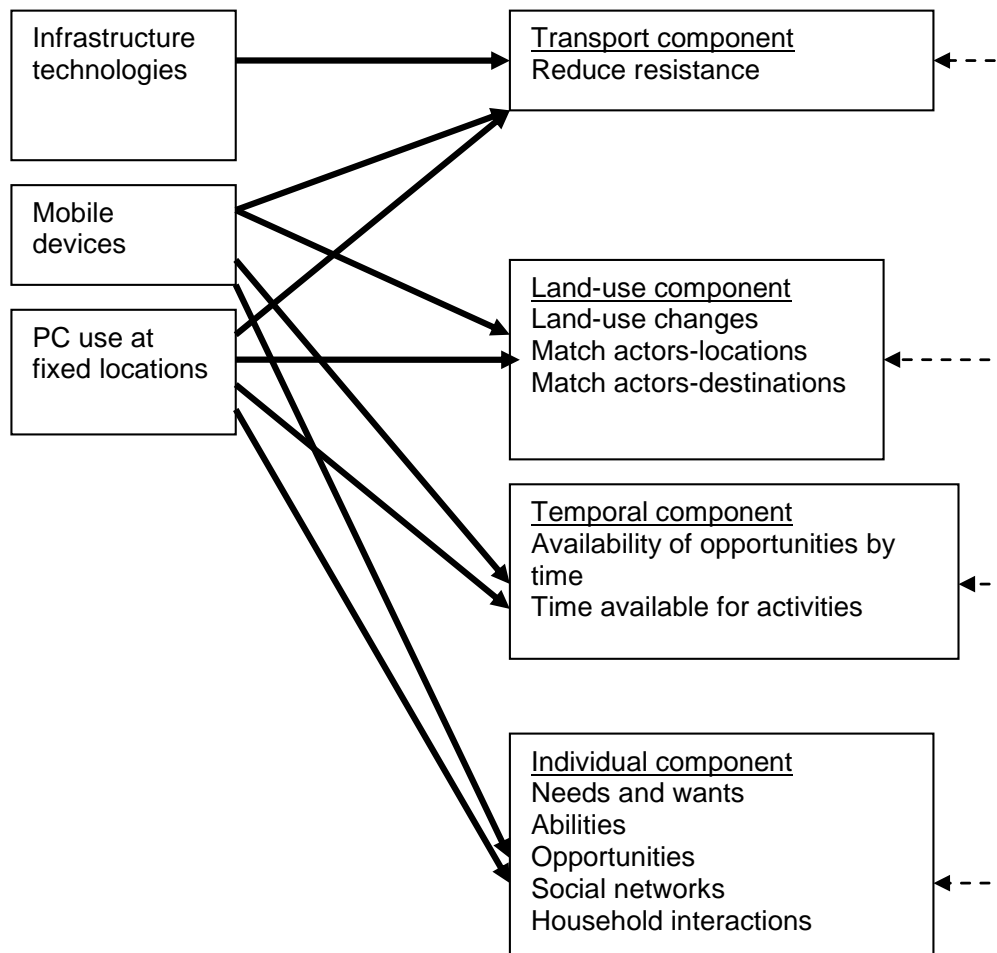 Infrastructure
technologies
Mobile
devices
PC use at
fixed locations
Transport component
Reduce resistance
Land-use component
Land-use changes
Match actors-locations
Match actors-destinations
Temporal component
Availability of opportunities by
time
Time available for activities
Individual component
Needs and wants
Abilities
Opportunities
Social networks
Household interactions